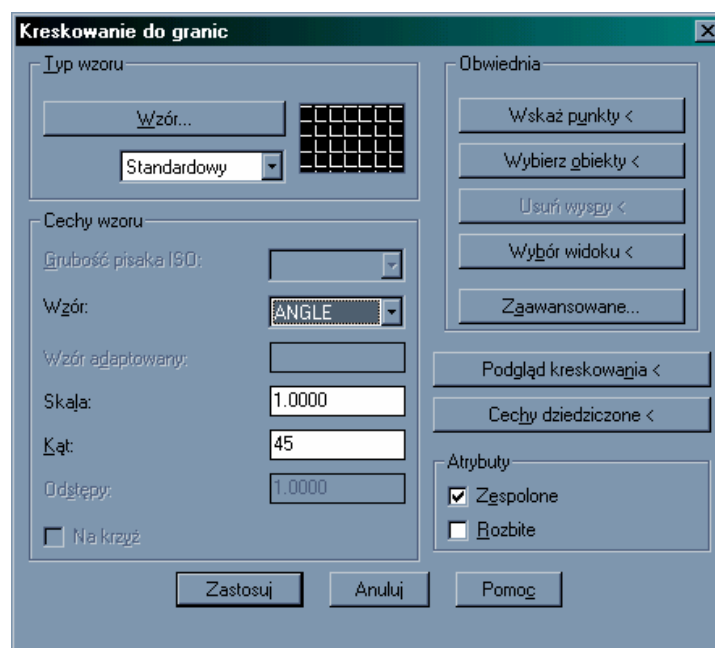 Kreskowanie do granic
Typ wzoru
Wzór...
Standardowy
Cechy wzoru
Grubość pisaka ISO:
Wzór:
ANGLE
Wzór adaptowany:
Skala:
1.0000
Kąt:
45
Odstępy:
1.0000
Na krzyż
Obwiednia
Wskaż punkty <
Wybierz obiekty <
Usuń wyspy <
Wybór widoku <
Zaawansowane...
Podgląd kreskowania <
Cechy dziedziczone <
Atrybuty
Zespolone
Rozbite
Zastosuj
Anuluj
Pomoc